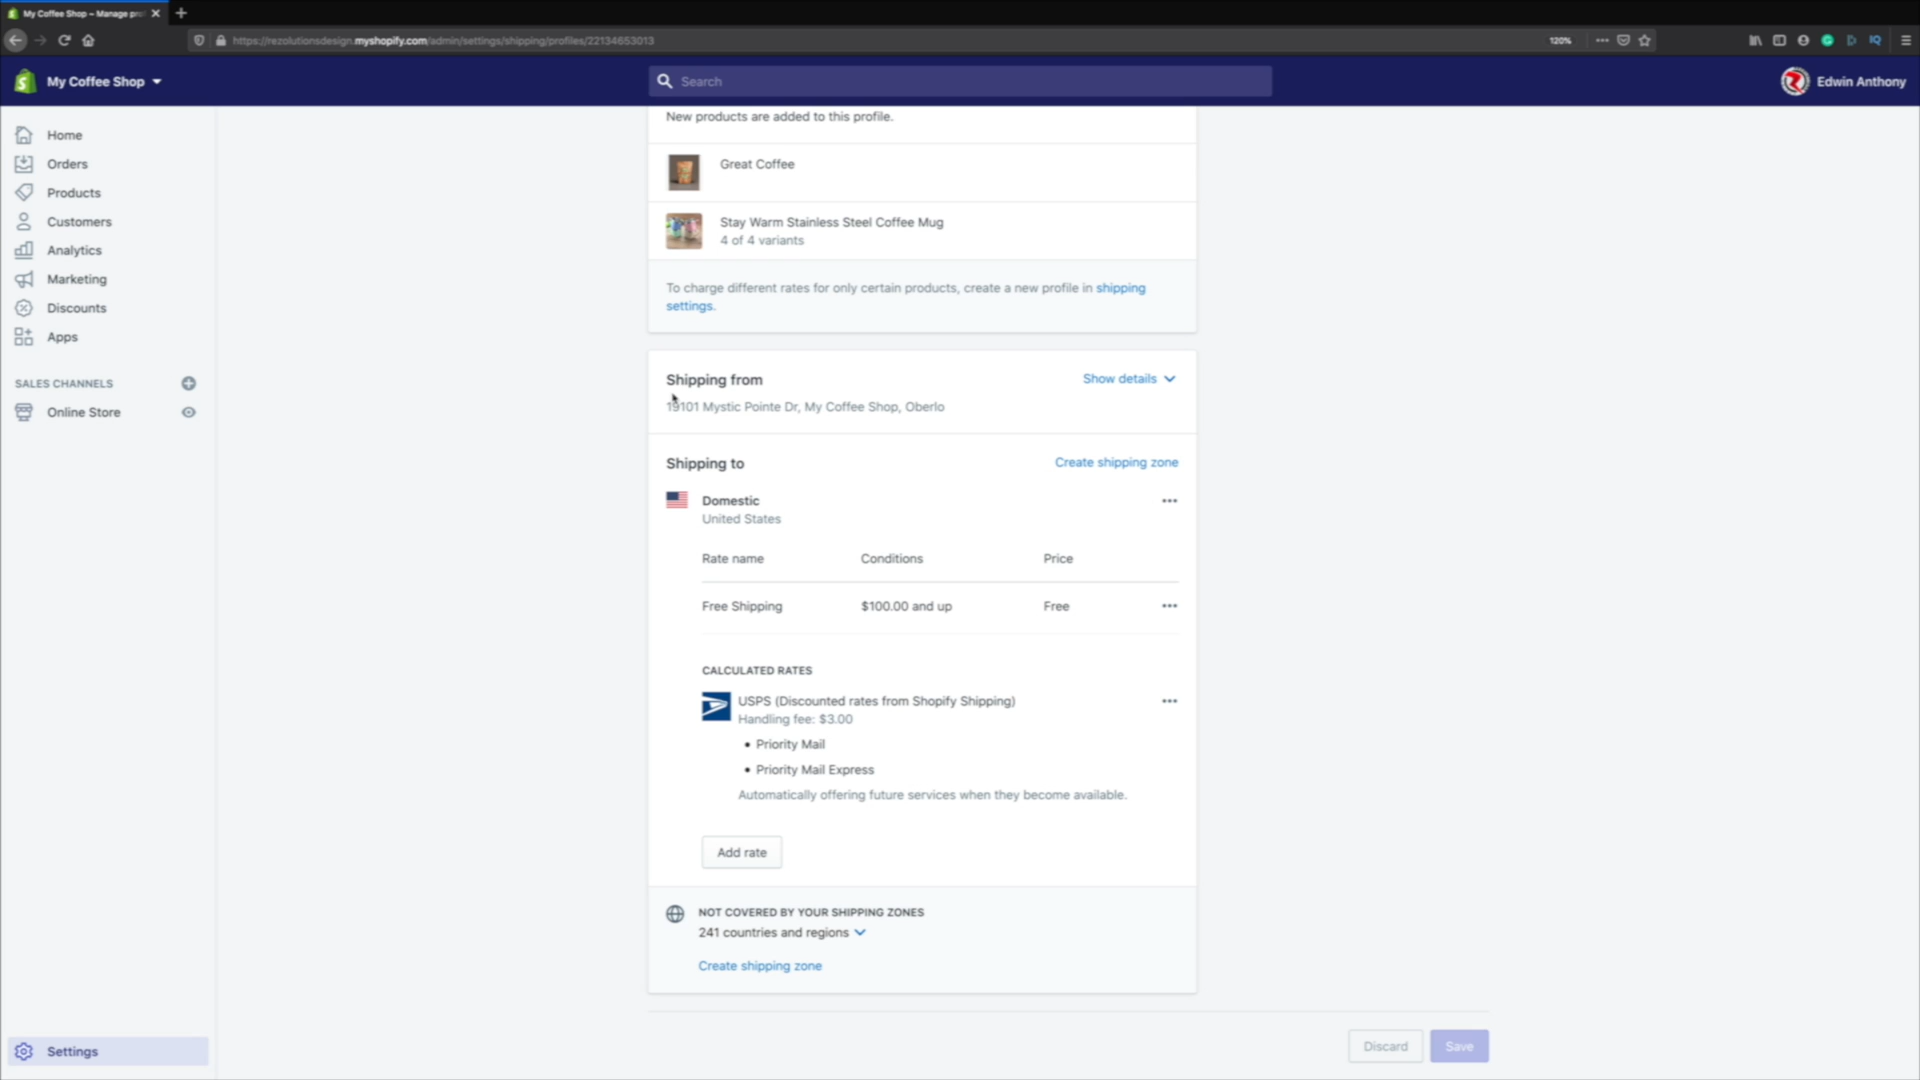 My Coffee Shop ~ Manage pro
https://rezolutionsdesign.myshopify.com/admin/settings/shipping/profiles/22134653013
120%
My Coffee Shop
Search
Edwin Anthony
Home
Orders
Products
Customers
Analytics
Marketing
Discounts
Apps
SALES CHANNELS
Online Store
Settings
New products are added to this profile.
Great Coffee
Stay Warm Stainless Steel Coffee Mug
4 of 4 variants
To charge different rates for only certain products, create a new profile in shipping
settings.
Shipping from
Show details
19101 Mystic Pointe Dr, My Coffee Shop, Oberlo
Shipping to
Create shipping zone
Domestic
United States
Rate name Conditions Price
Free Shipping $100.00 and up Free
CALCULATED RATES
USPS (Discounted rates from Shopify Shipping)
Handling fee: $3.00
• Priority Mail
• Priority Mail Express
Automatically offering future services when they become available.
Add rate
NOT COVERED BY YOUR SHIPPING ZONES
241 countries and regions
Create shipping zone
Discard
Save